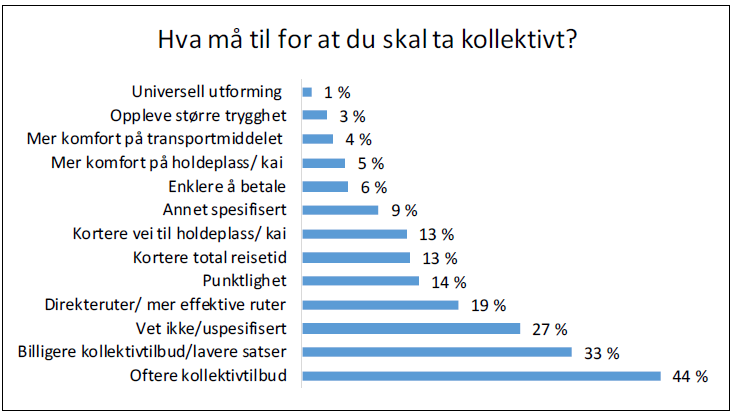 Hva må til for at du skal ta kollektivt?
Universell utforming 1 %
Oppleve større trygghet 3 %
Mer komfort på transportmiddelet 4 %
Mer komfort på holdeplass/ kai 5 %
Enklere å betale 6 %
Annet spesifisert 9 %
Kortere vei til holdeplass/ kai 13 %
Kortere total reisetid 13 %
Punktlighet 14 %
Direkteruter/ mer effektive ruter 19 %
Vet ikke/uspesifisert 27 %
Billigere kollektivtilbud/lavere satser 33 %
Oftere kollektivtilbud 44 %